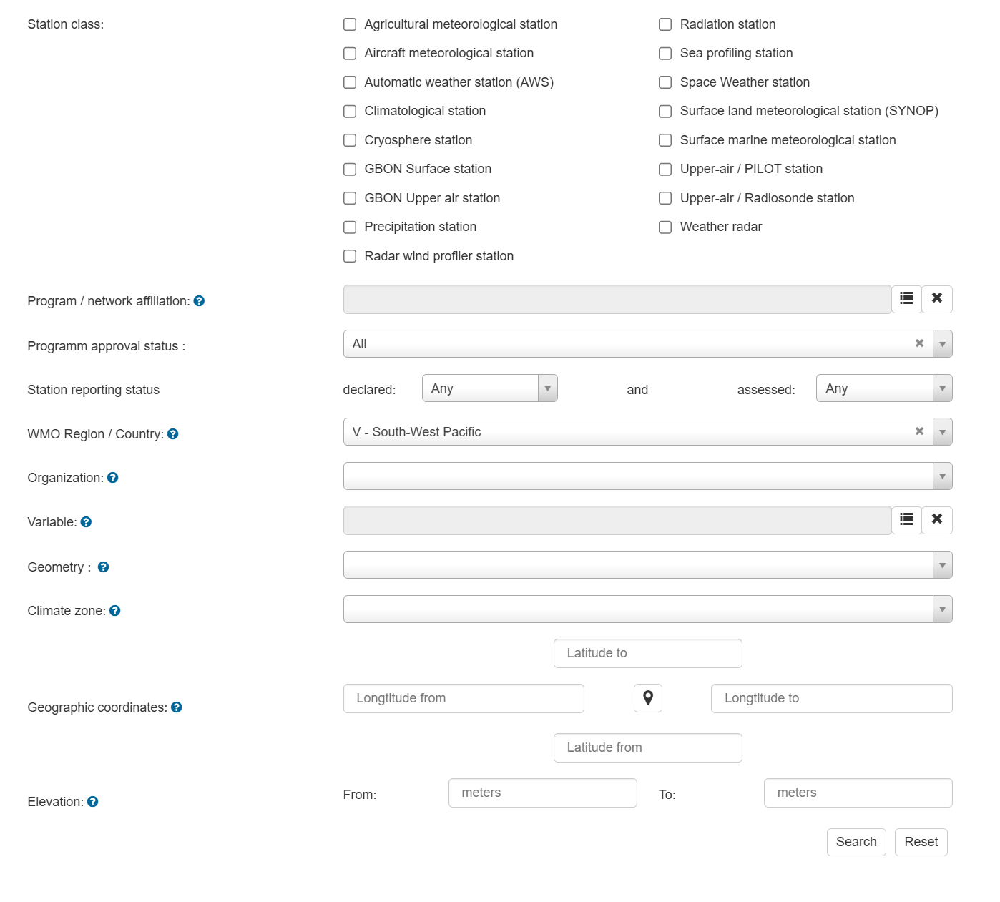 Station class:
Agricultural meteorological station
Radiation station
Aircraft meteorological station
Sea profiling station
Automatic weather station (AWS)
Space Weather station
Climatological station
Surface land meteorological station (SYNOP)
Cryosphere station
Surface marine meteorological station
GBON Surface station
Upper-air / PILOT station
GBON Upper air station
Upper-air / Radiosonde station
Precipitation station
Weather radar
Radar wind profiler station
Program / network affiliation:
Programm approval status :
All
Station reporting status
declared:
Any
and
assessed:
Any
WMO Region / Country:
V - South-West Pacific
Organization:
Variable:
Geometry :
Climate zone:
Latitude to
Geographic coordinates:
Longtitude from
Longtitude to
Latitude from
Elevation:
From:
meters
To:
meters
Search
Reset